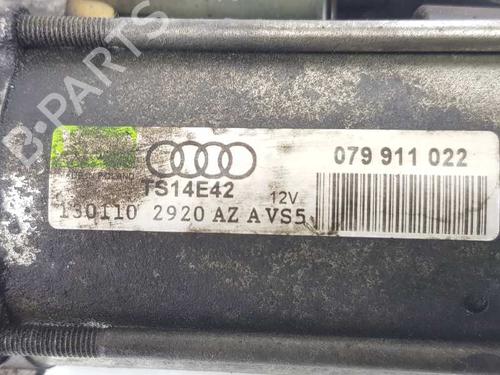 B-PARTS
079 911 022
TS14E42
12V
130110 2920 AZ A VS5